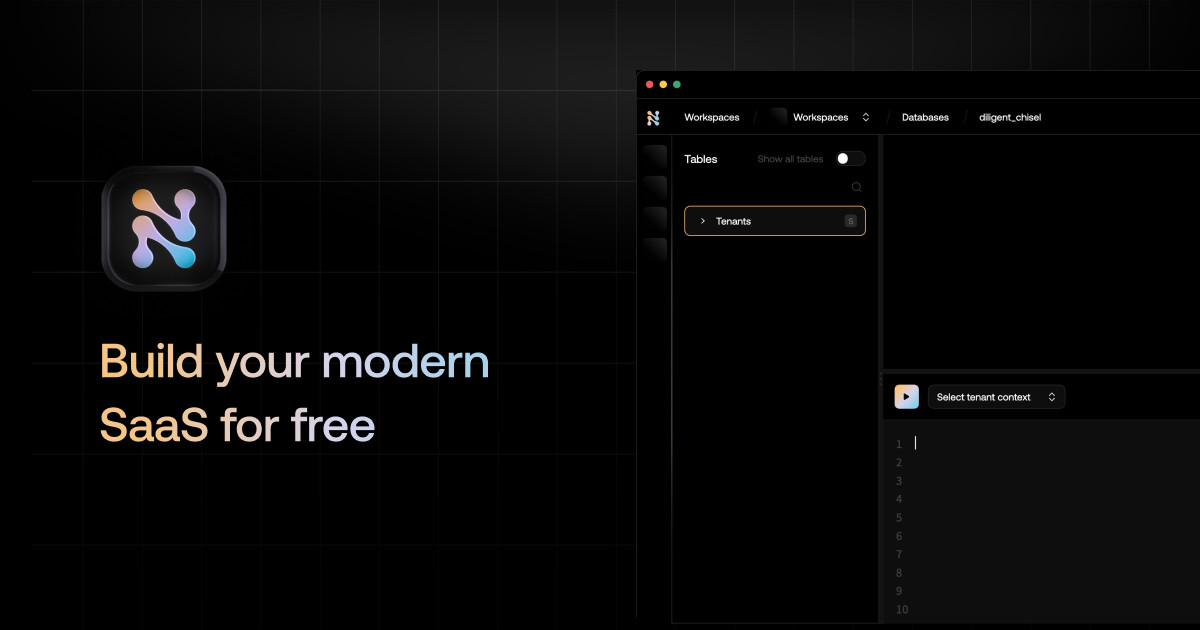 Build your modern
SaaS for free
Workspaces
Workspaces
Databases
diligent_chisel
Tables
Show all tables
Tenants
S
Select tenant context
1
2
3
4
5
6
7
8
9
10